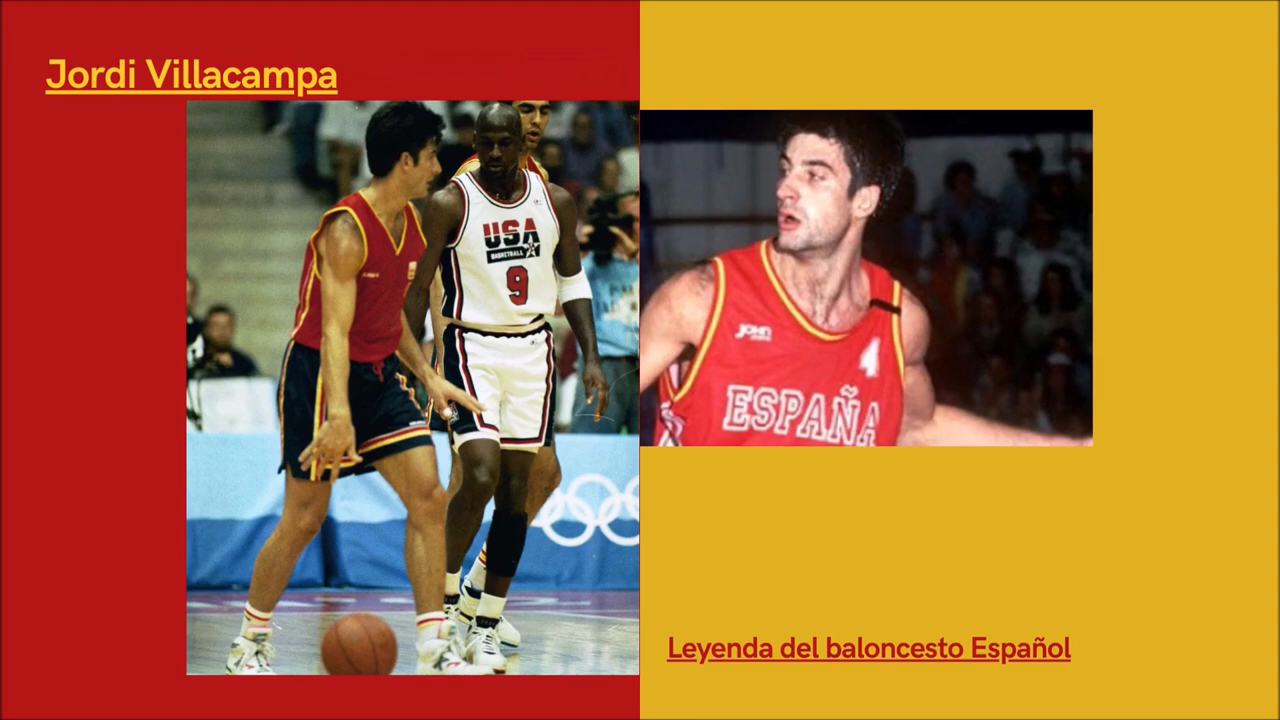 Jordi Villacampa
USA
BASKETBALL
9
JOHN
4
ESPAÑA
Leyenda del baloncesto Español